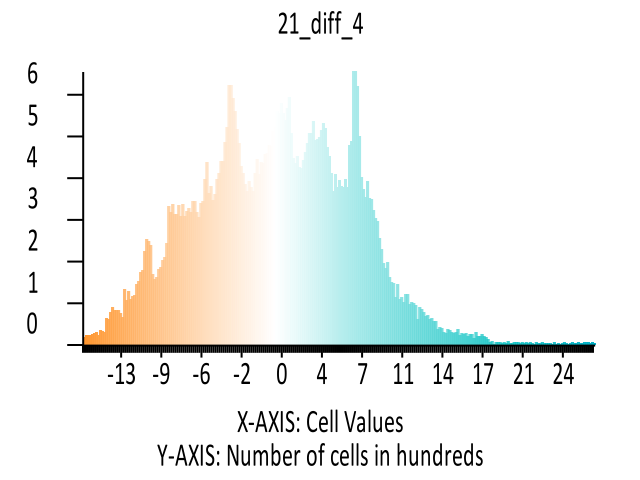 21_diff_4
6
5
4
3
2
1
0
-13 -9 -6 -2 0 4 7 11 14 17 21 24
X-AXIS: Cell Values
Y-AXIS: Number of cells in hundreds